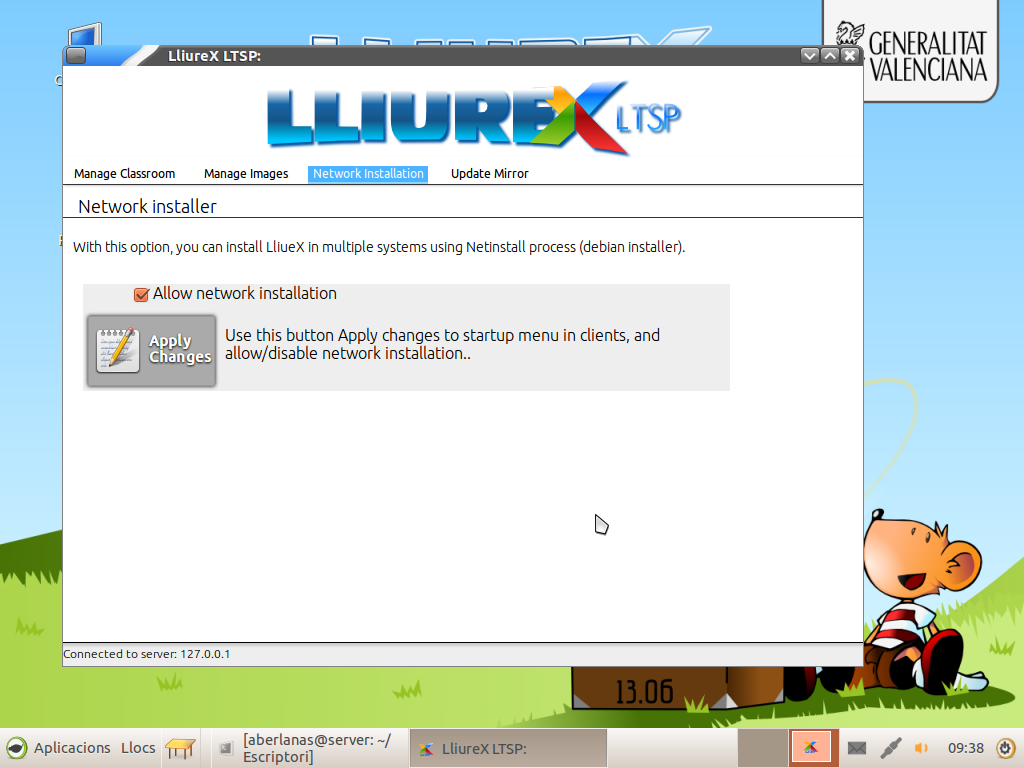 LliureX LTSP:
GENERALITAT
VALENCIANA
LLIUREX LTSP
Manage Classroom Manage Images Network Installation Update Mirror
Network installer
With this option, you can install LliueX in multiple systems using Netinstall process (debian installer).
Allow network installation
Apply
Changes
Use this button Apply changes to startup menu in clients, and
allow/disable network installation..
Connected to server: 127.0.0.1
13.06
Aplicacions Llocs
[aberlanas@server: ~/
Escriptori]
LliureX LTSP:
09:38